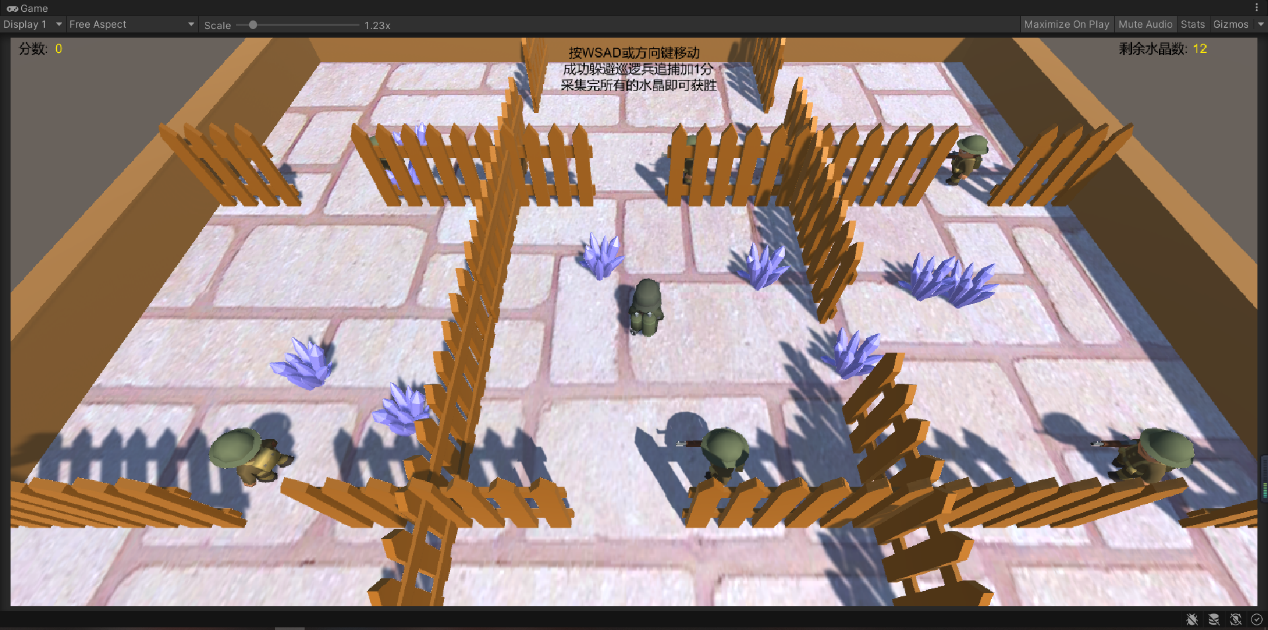 Game
Display 1 Free Aspect Scale 1.23x Maximize On Play Mute Audio Stats Gizmos
分数: 0
剩余水晶数: 12
按WSAD或方向键移动
成功躲避巡逻兵追捕加1分
采集完所有的水晶即可获胜